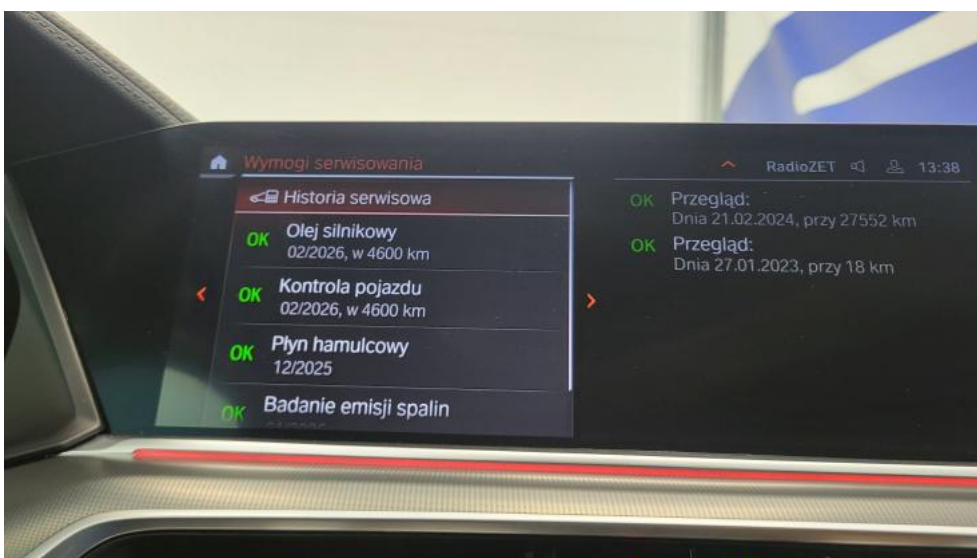 Wymogi serwisowania
RadioZET 13:38
Historia serwisowa
OK Olej silnikowy
02/2026, w 4600 km
OK Kontrola pojazdu
02/2026, w 4600 km
OK Płyn hamulcowy
12/2025
OK Badanie emisji spalin
OK Przegląd:
Dnia 21.02.2024, przy 27552 km
OK Przegląd:
Dnia 27.01.2023, przy 18 km